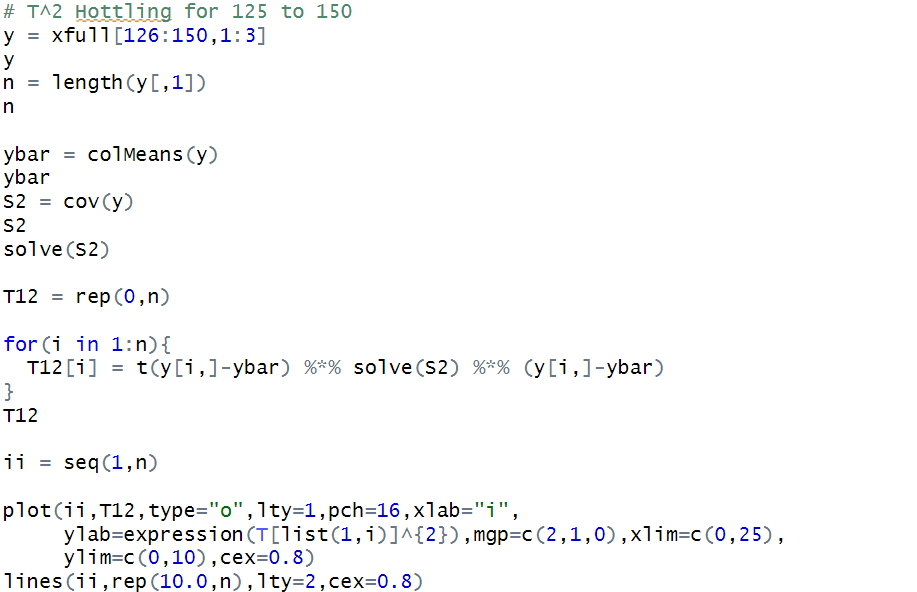 # T^2 Hottling for 125 to 150
y = xfull[126:150,1:3]
y
n = length(y[,1])
n

ybar = colMeans(y)
ybar
S2 = cov(y)
S2
solve(S2)

T12 = rep(0,n)

for(i in 1:n){
  T12[i] = t(y[i,]-ybar) %*% solve(S2) %*% (y[i,]-ybar)
}
T12

ii = seq(1,n)

plot(ii,T12,type="o",lty=1,pch=16,xlab="i",
     ylab=expression(T[list(1,i)]^{2}),mgp=c(2,1,0),xlim=c(0,25),
     ylim=c(0,10),cex=0.8)
lines(ii,rep(10.0,n),lty=2,cex=0.8)